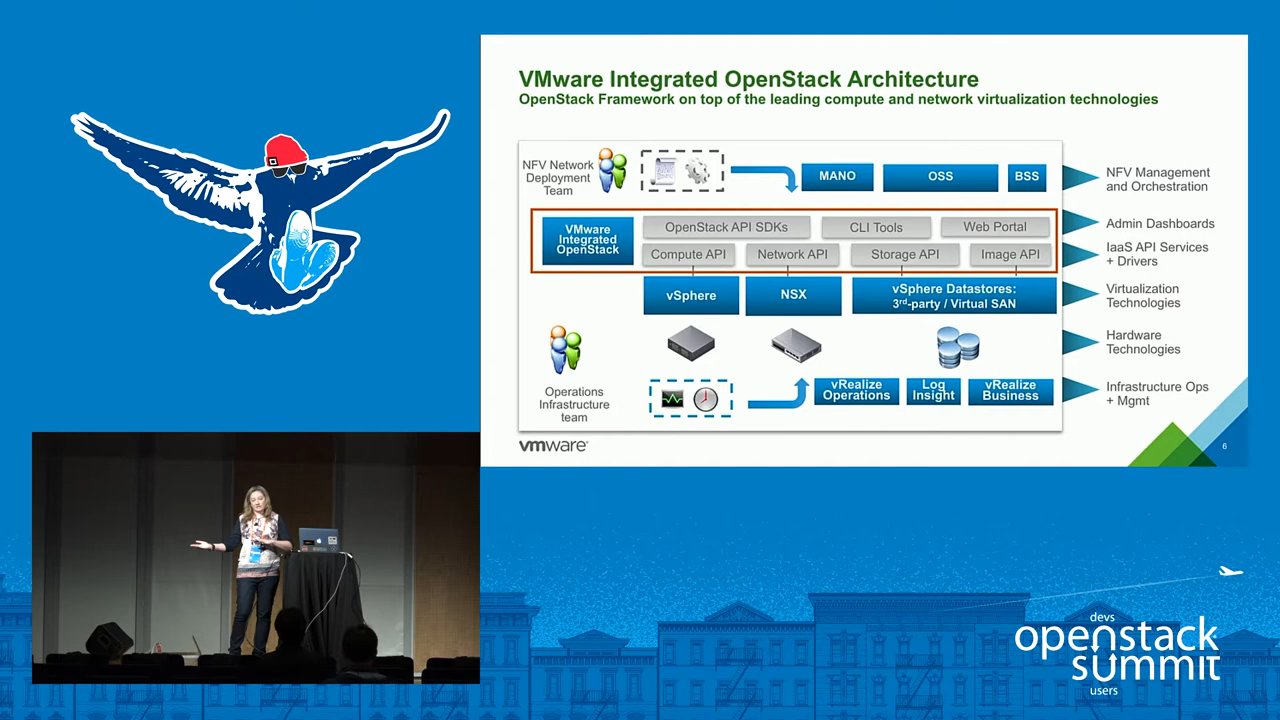 VMware Integrated OpenStack Architecture
OpenStack Framework on top of the leading compute and network virtualization technologies
NFV Network
Deployment
Team
MANO
OSS
BSS
NFV Management
and Orchestration
VMware
Integrated
OpenStack
OpenStack API SDKs
CLI Tools
Web Portal
Admin Dashboards
Compute API
Network API
Storage API
Image API
IaaS API Services
+ Drivers
vSphere
NSX
vSphere Datastores:
3rd-party / Virtual SAN
Virtualization
Technologies
Hardware
Technologies
Operations
Infrastructure
team
vRealize
Operations
Log
Insight
vRealize
Business
Infrastructure Ops
+ Mgmt
vmware
6
devs
openstack
summit
users